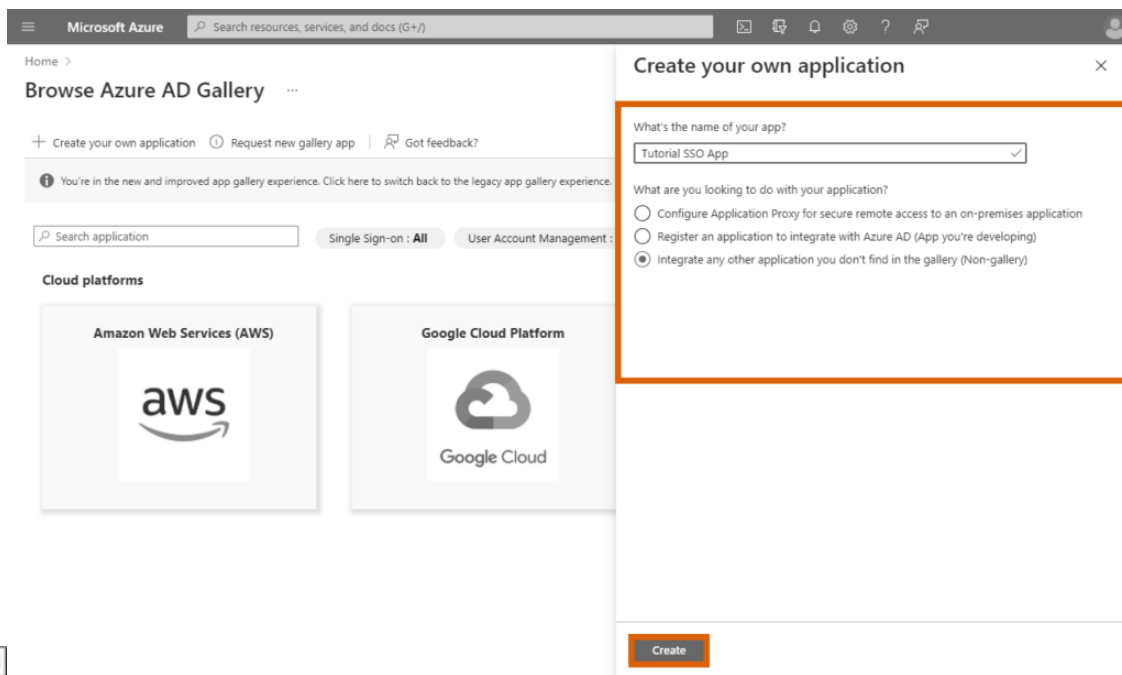 Microsoft Azure
Search resources, services, and docs (G+/)
Home >
Browse Azure AD Gallery ...
+ Create your own application
Request new gallery app
Got feedback?
You're in the new and improved app gallery experience. Click here to switch back to the legacy app gallery experience.
Search application
Single Sign-on : All
User Account Management :
Cloud platforms
Amazon Web Services (AWS)
aws
Google Cloud Platform
Google Cloud
Create your own application
What's the name of your app?
Tutorial SSO App
What are you looking to do with your application?
Configure Application Proxy for secure remote access to an on-premises application
Register an application to integrate with Azure AD (App you're developing)
Integrate any other application you don't find in the gallery (Non-gallery)
Create